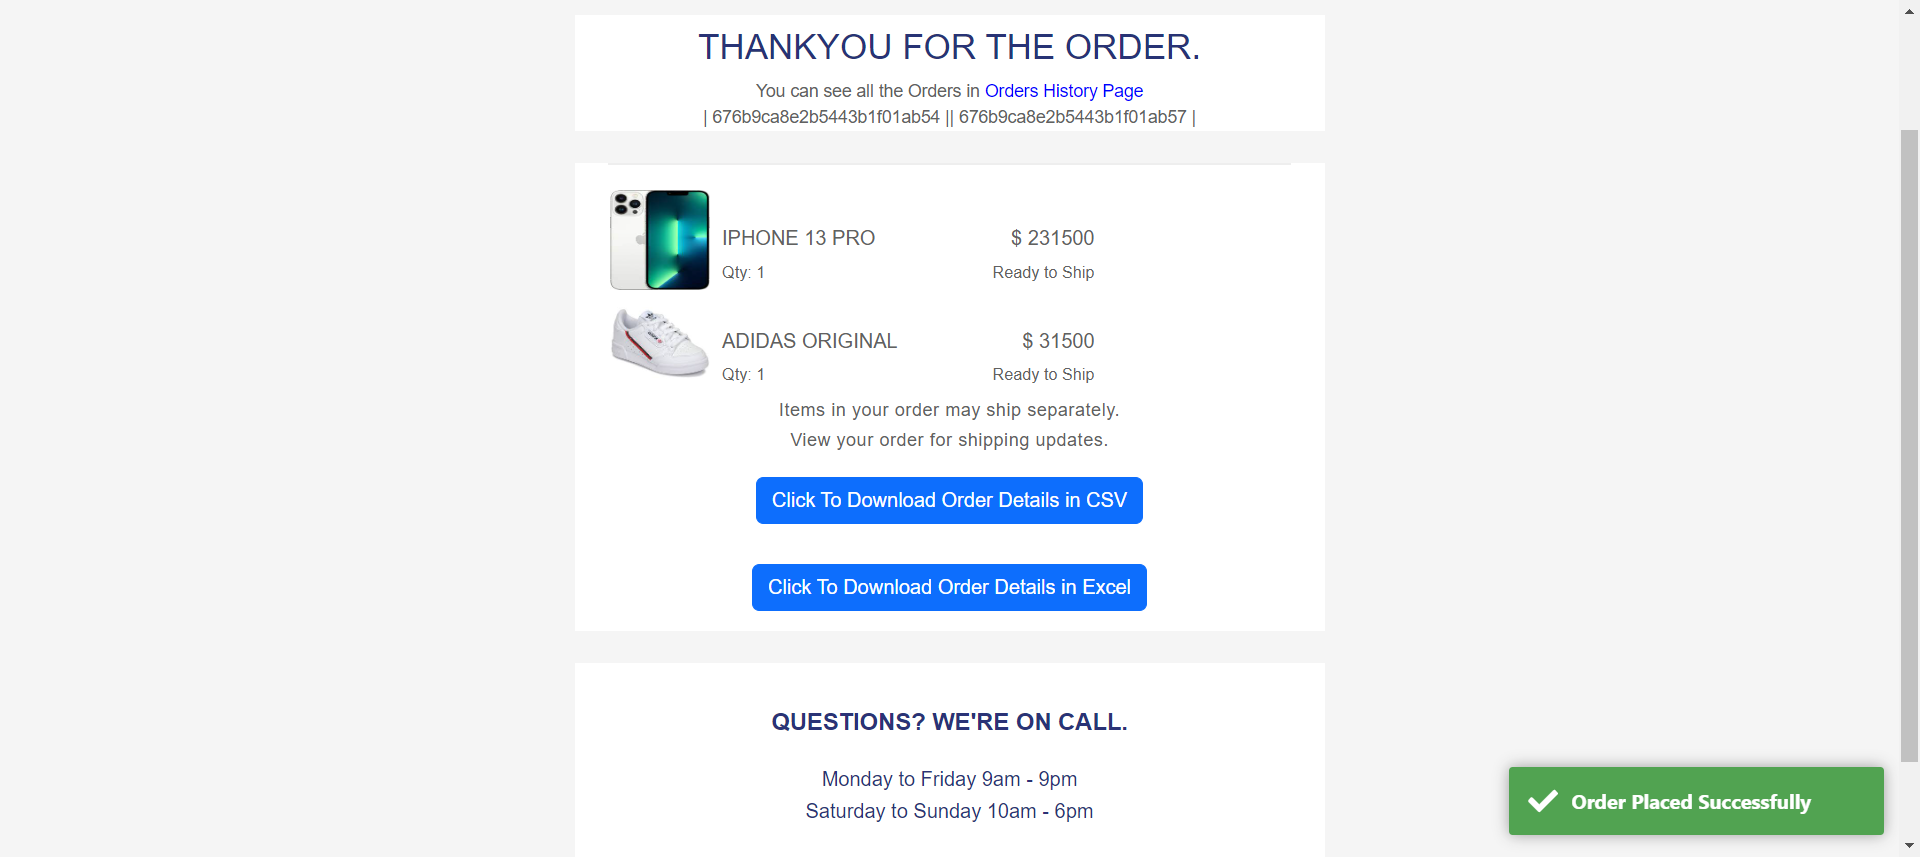 THANKYOU FOR THE ORDER.
You can see all the Orders in Orders History Page
| 676b9ca8e2b5443b1f01ab54 || 676b9ca8e2b5443b1f01ab57 |
IPHONE 13 PRO $ 231500
Qty: 1 Ready to Ship
ADIDAS ORIGINAL $ 31500
Qty: 1 Ready to Ship
Items in your order may ship separately.
View your order for shipping updates.
Click To Download Order Details in CSV
Click To Download Order Details in Excel
QUESTIONS? WE'RE ON CALL.
Monday to Friday 9am - 9pm
Saturday to Sunday 10am - 6pm
Order Placed Successfully